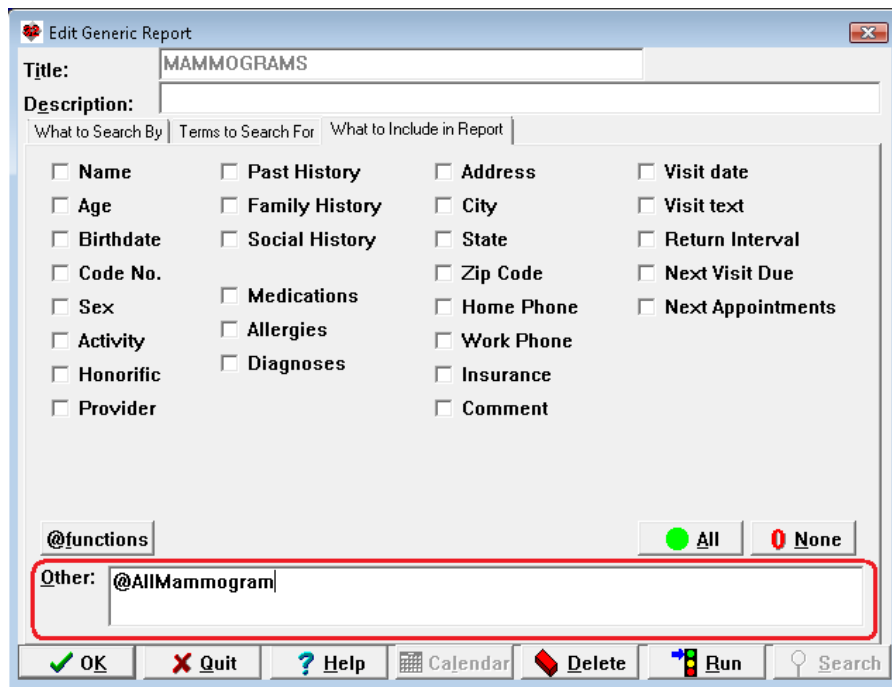 Edit Generic Report
Title: MAMMOGRAMS
Description:
What to Search By Terms to Search For What to Include in Report
Name Past History Address Visit date
Age Family History City Visit text
Birthdate Social History State Return Interval
Code No. Zip Code Next Visit Due
Sex Medications Home Phone Next Appointments
Activity Allergies Work Phone
Honorific Diagnoses Insurance
Provider Comment
@functions All 0 None
Other: @AllMammogram
OK Quit ? Help Calendar Delete Run Search